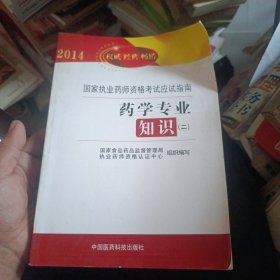 2014
权威 经典 畅销
国家执业药师资格考试应试指南
药学专业
知识(二)
国家食品药品监督管理局
执业药师资格认证中心 组织编写
中国医药科技出版社